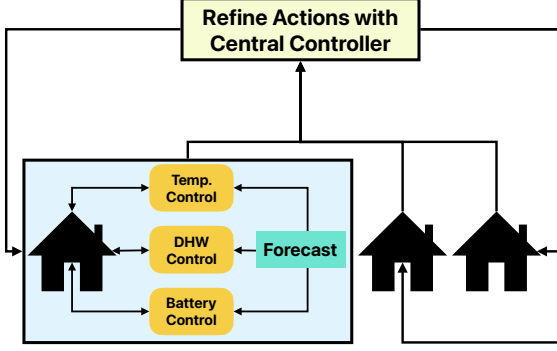 Refine Actions with
Central Controller
Temp.
Control
DHW
Control
Forecast
Battery
Control